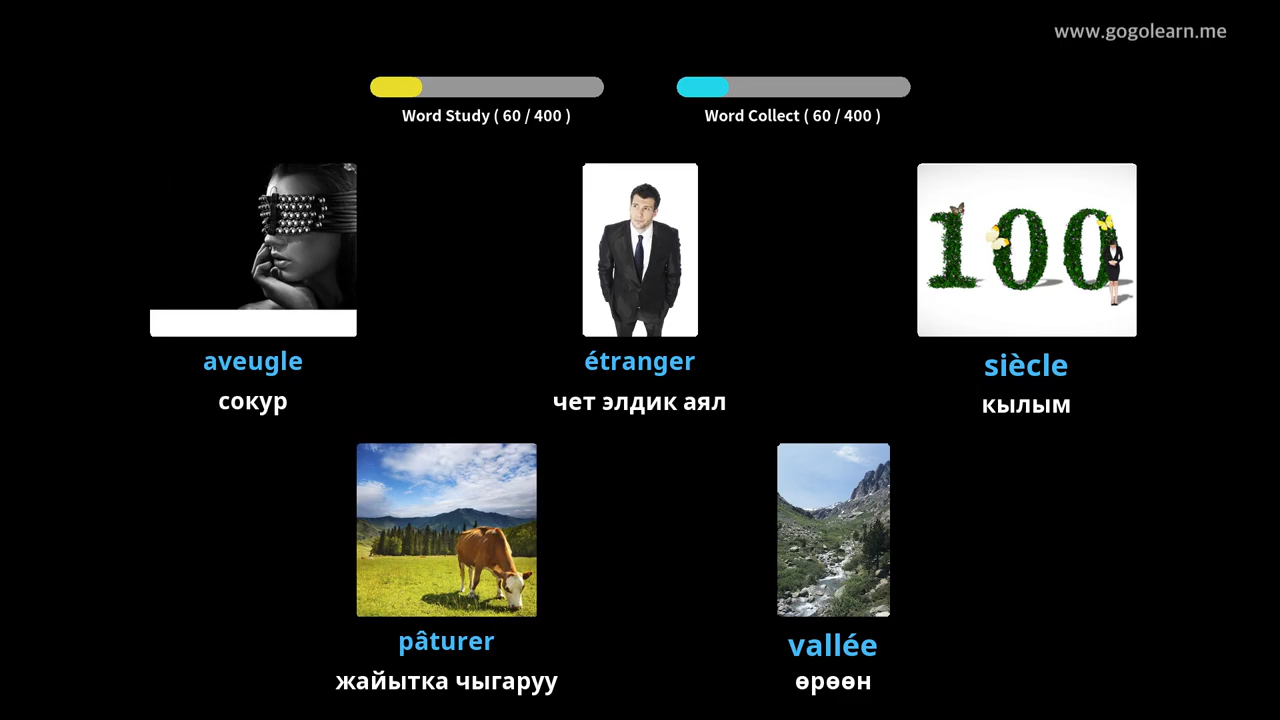 www.gogolearn.me
Word Study ( 60 / 400 )
Word Collect ( 60 / 400 )
aveugle
сокур
étranger
чет элдик аял
siècle
кылым
pâturer
жайытка чыгаруу
vallée
өрөөн